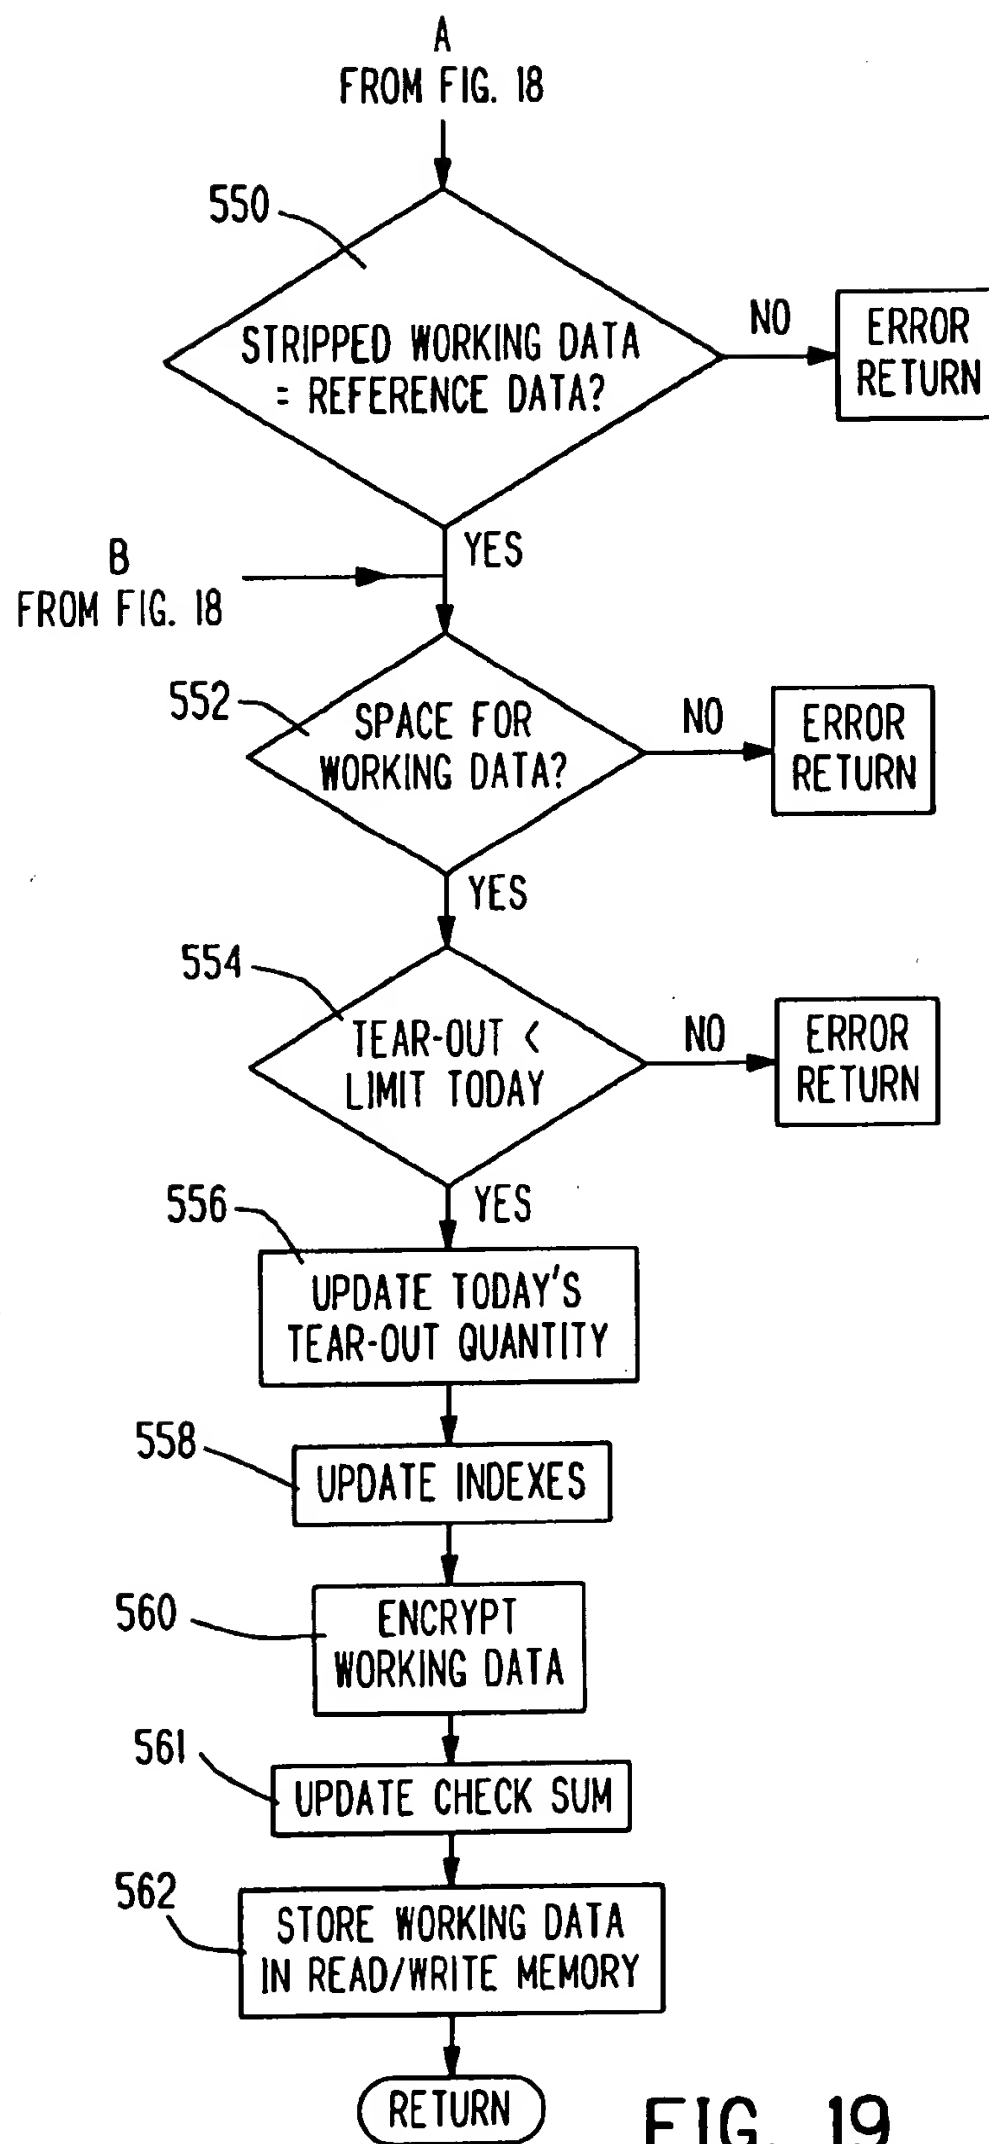 A
FROM FIG. 18
550
STRIPPED WORKING DATA
= REFERENCE DATA?
NO
ERROR
RETURN
YES
B
FROM FIG. 18
552
SPACE FOR
WORKING DATA?
NO
ERROR
RETURN
YES
554
TEAR-OUT <
LIMIT TODAY
NO
ERROR
RETURN
YES
556
UPDATE TODAY'S
TEAR-OUT QUANTITY
558
UPDATE INDEXES
560
ENCRYPT
WORKING DATA
561
UPDATE CHECK SUM
562
STORE WORKING DATA
IN READ/WRITE MEMORY
RETURN
FIG. 19